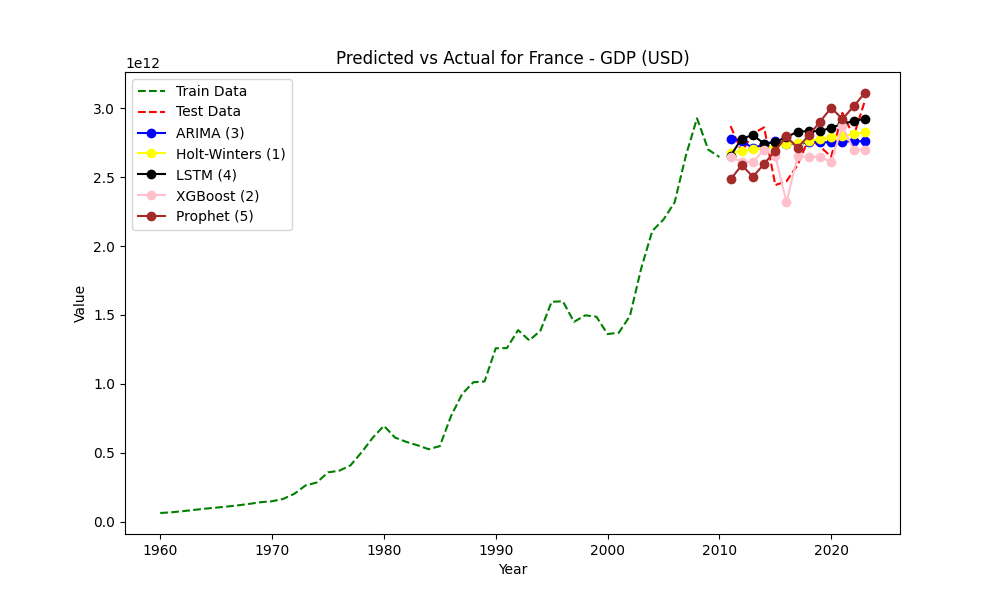 Predicted vs Actual for France - GDP (USD)
1e12
Train Data
Test Data
ARIMA (3)
Holt-Winters (1)
LSTM (4)
XGBoost (2)
Prophet (5)
3.0
2.5
2.0
1.5
1.0
0.5
0.0
Value
1960
1970
1980
1990
2000
2010
2020
Year